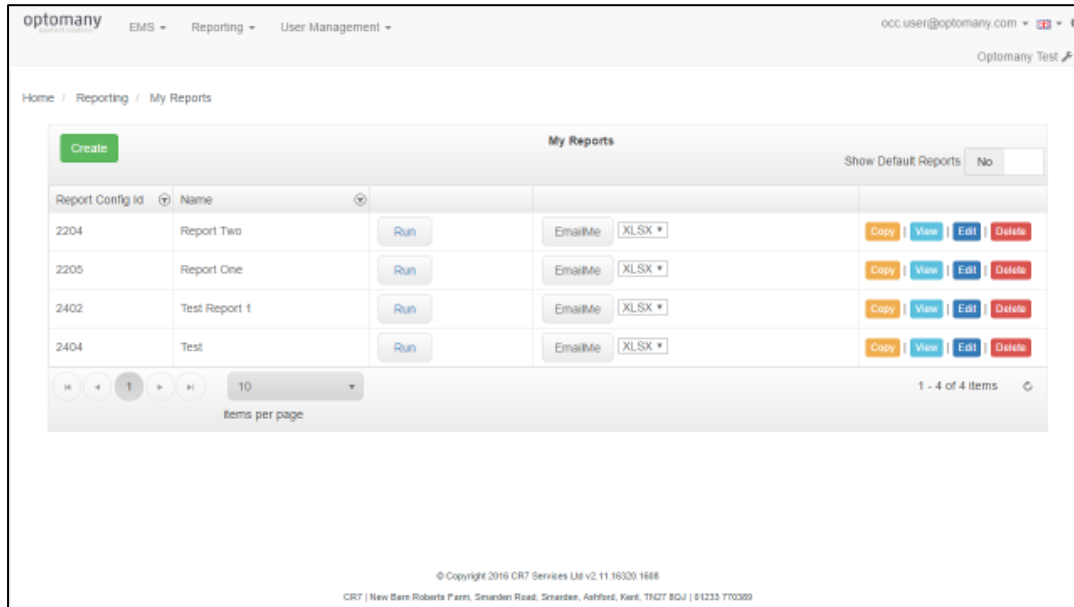 optomany
EMS Reporting User Management occ.user@optomany.com
Optomany Test
Home / Reporting / My Reports
Create My Reports
Show Default Reports No
Report Config Id Name
2204 Report Two Run EmailMe XLSX Copy | View | Edit | Delete
2205 Report One Run EmailMe XLSX Copy | View | Edit | Delete
2402 Test Report 1 Run EmailMe XLSX Copy | View | Edit | Delete
2404 Test Run EmailMe XLSX Copy | View | Edit | Delete
1 10 1 - 4 of 4 items
items per page
© Copyright 2016 CR7 Services Ltd v2.11.16320.1608
CR7 | New Barn Roberts Farm, Smarden Road, Smarden, Ashford, Kent, TN27 8QJ | 01233 770389